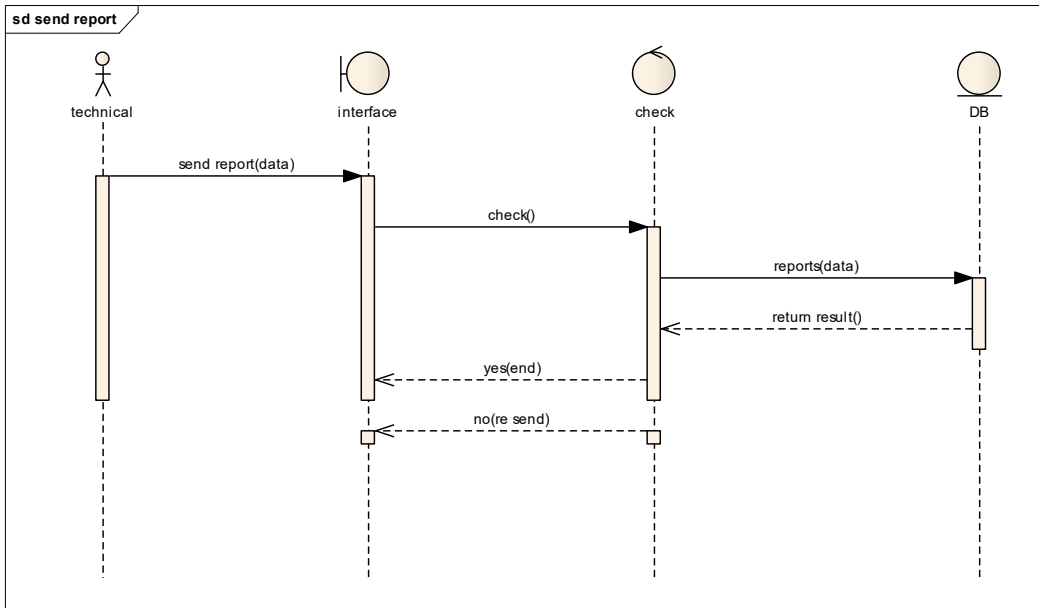 sd send report
technical
interface
check
DB
send report(data)
check()
reports(data)
return result()
yes(end)
no(re send)